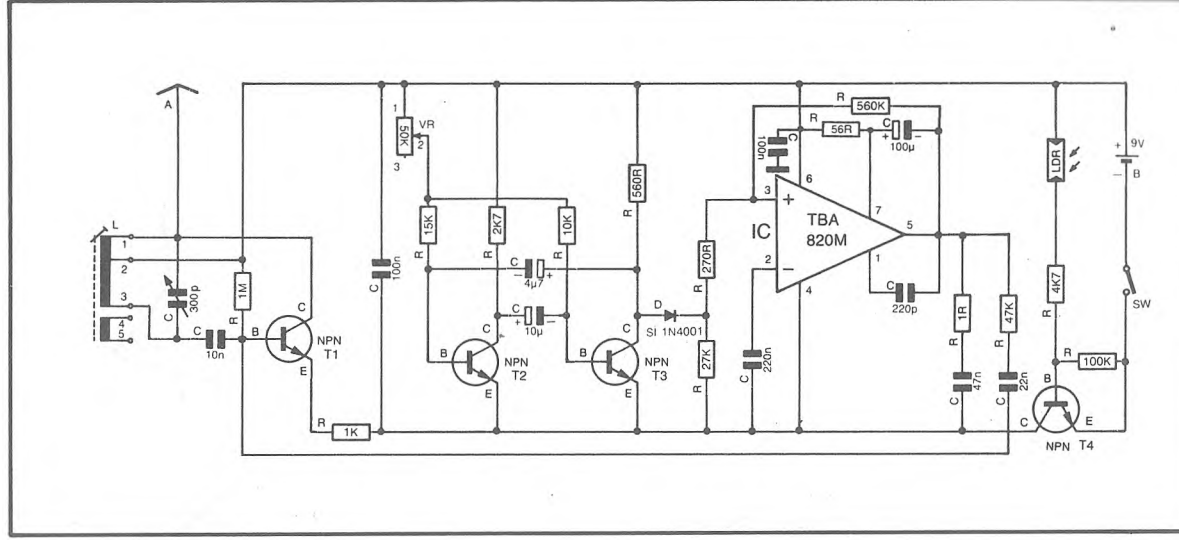 A
L
1
2
3
4
5
300p
C
C
10n
1M
R
B
C
E
NPN
T1
R
1K
100n
C
1
50K
VR
2
3
15K
R
2K7
R
10K
R
560R
R
C
−
4µ7
+
C
+
10µ
−
B
C
E
NPN
T2
B
C
E
NPN
T3
D
SI 1N4001
270R
R
27K
R
R
560K
R
56R
C
+
100µ
−
C
100n
6
3
+
IC
TBA
820M
7
5
2
−
1
4
C
220p
220n
C
1R
R
47n
C
47K
R
22n
C
LDR
4K7
R
R
100K
B
C
E
NPN
T4
+
9V
−
B
SW